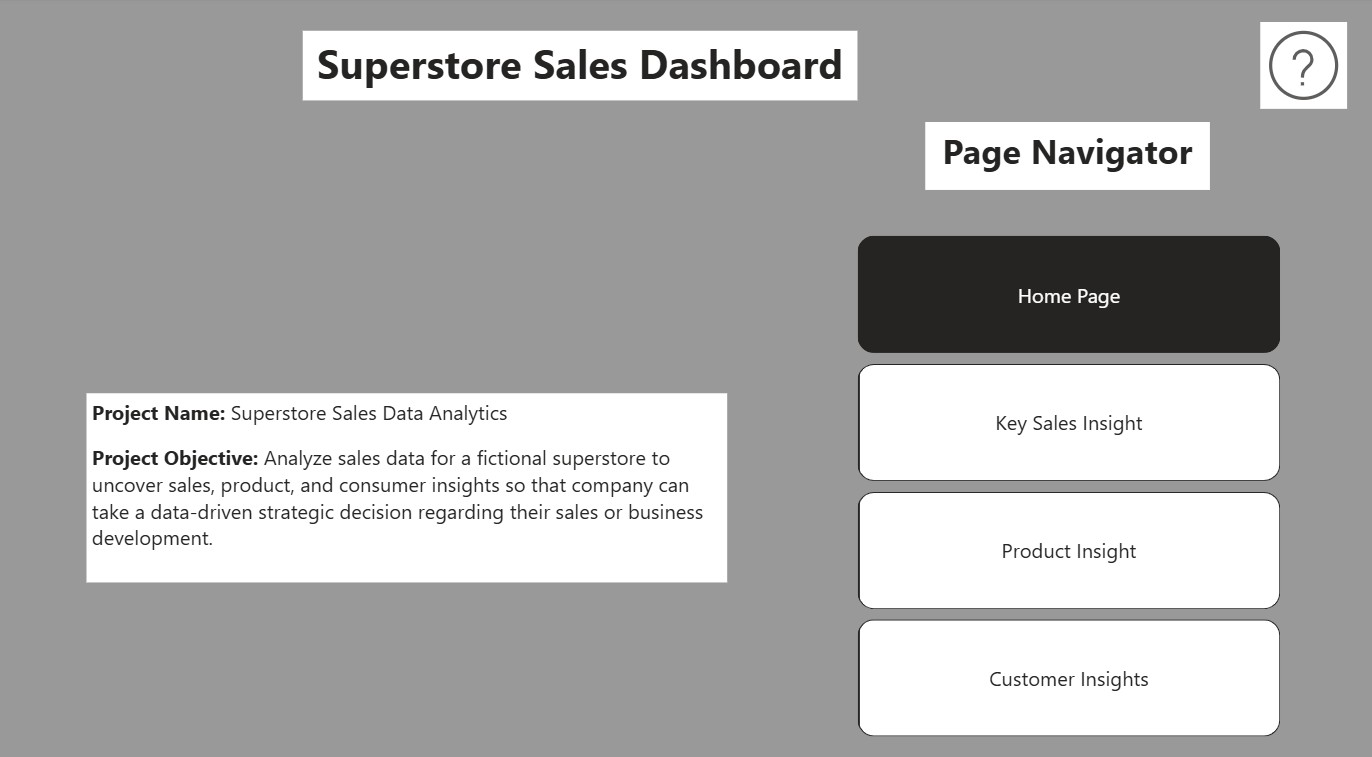 Superstore Sales Dashboard
?
Page Navigator
Home Page
Key Sales Insight
Product Insight
Customer Insights
Project Name: Superstore Sales Data Analytics
Project Objective: Analyze sales data for a fictional superstore to
uncover sales, product, and consumer insights so that company can
take a data-driven strategic decision regarding their sales or business
development.